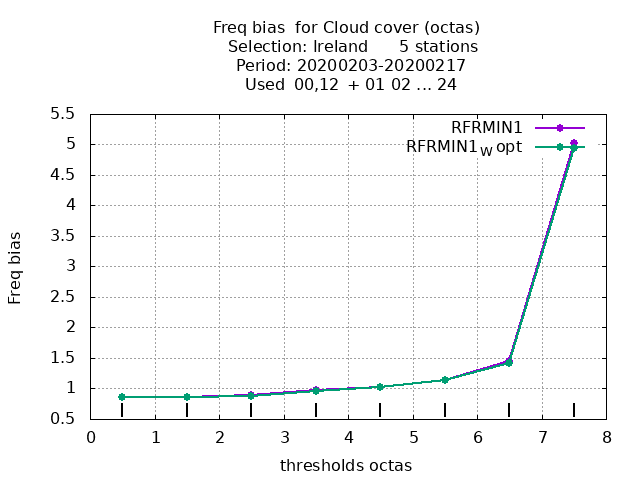 Freq bias  for Cloud cover (octas)
Selection: Ireland      5 stations
Period: 20200203-20200217
Used  00,12  + 01 02 ... 24
RFRMIN1
RFRMIN1W opt
5.5
5
4.5
4
3.5
3
2.5
2
1.5
1
0.5
Freq bias
0 1 2 3 4 5 6 7 8
thresholds octas